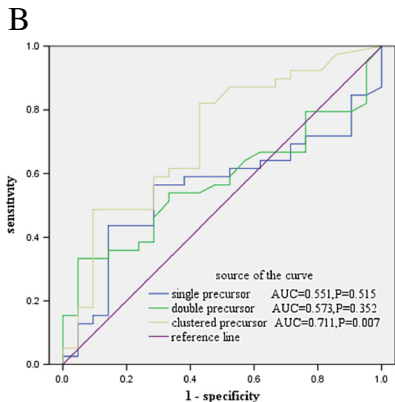 B
1.0
0.8
0.6
0.4
0.2
0.0
sensitvity
source of the curve
single precursor AUC=0.551,P=0.515
double precursor AUC=0.573,P=0.352
clustered precursor AUC=0.711,P=0.007
reference line
0.0 0.2 0.4 0.6 0.8 1.0
1 - specificity